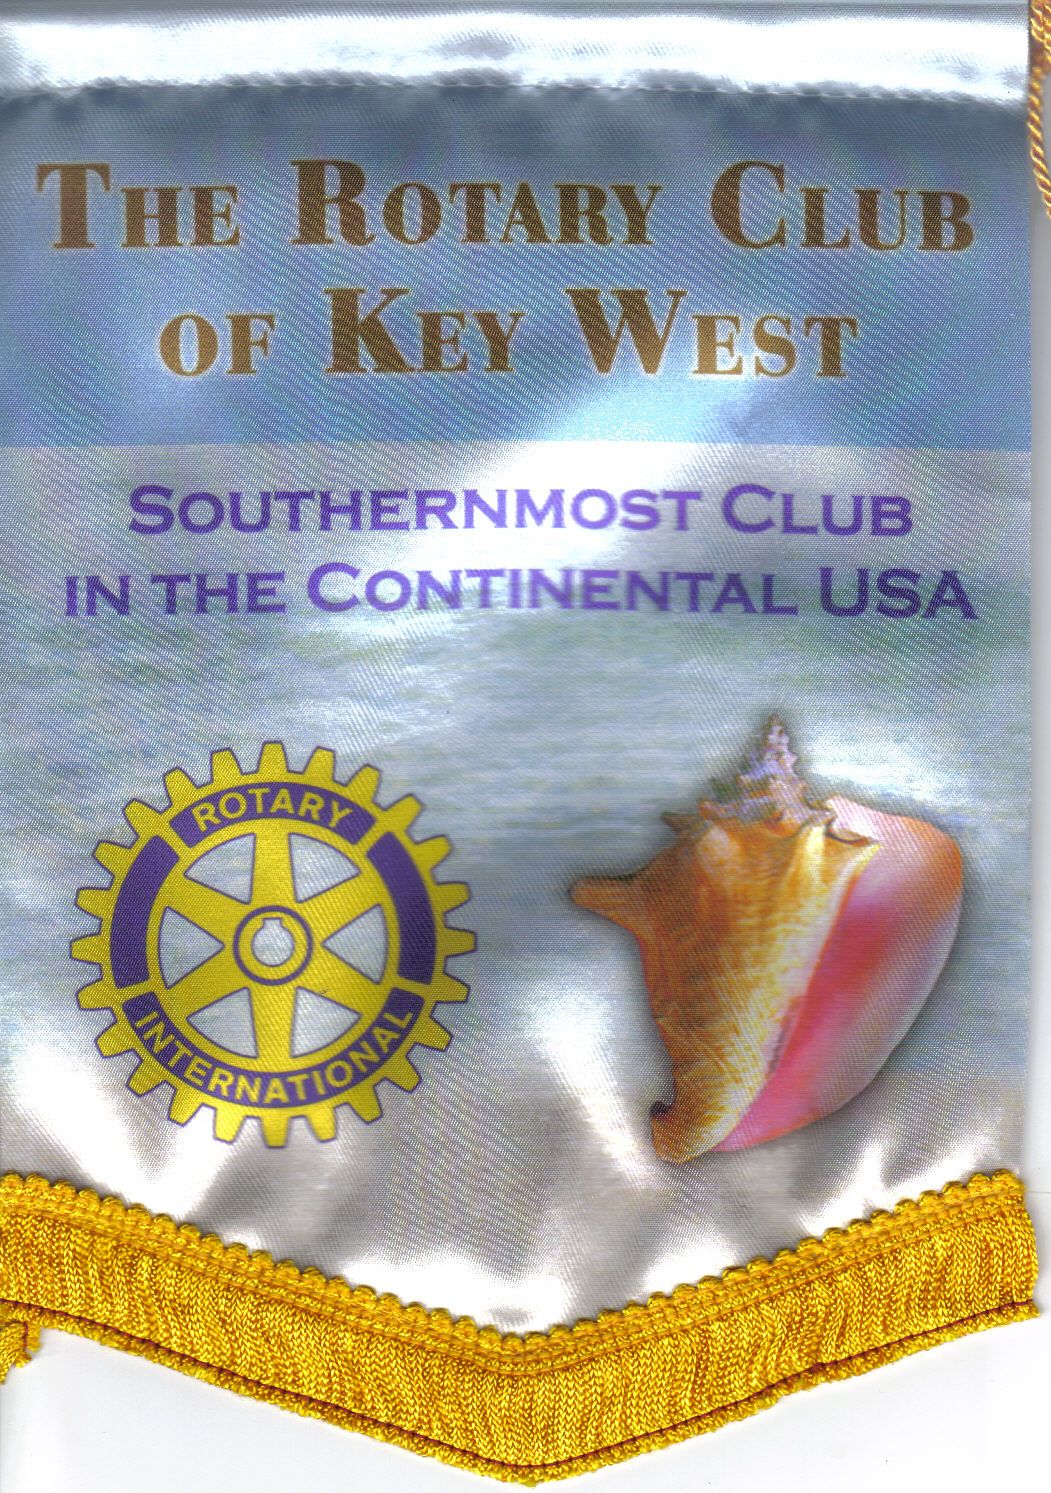 THE ROTARY CLUB
OF KEY WEST
SOUTHERNMOST CLUB
IN THE CONTINENTAL USA
ROTARY
INTERNATIONAL